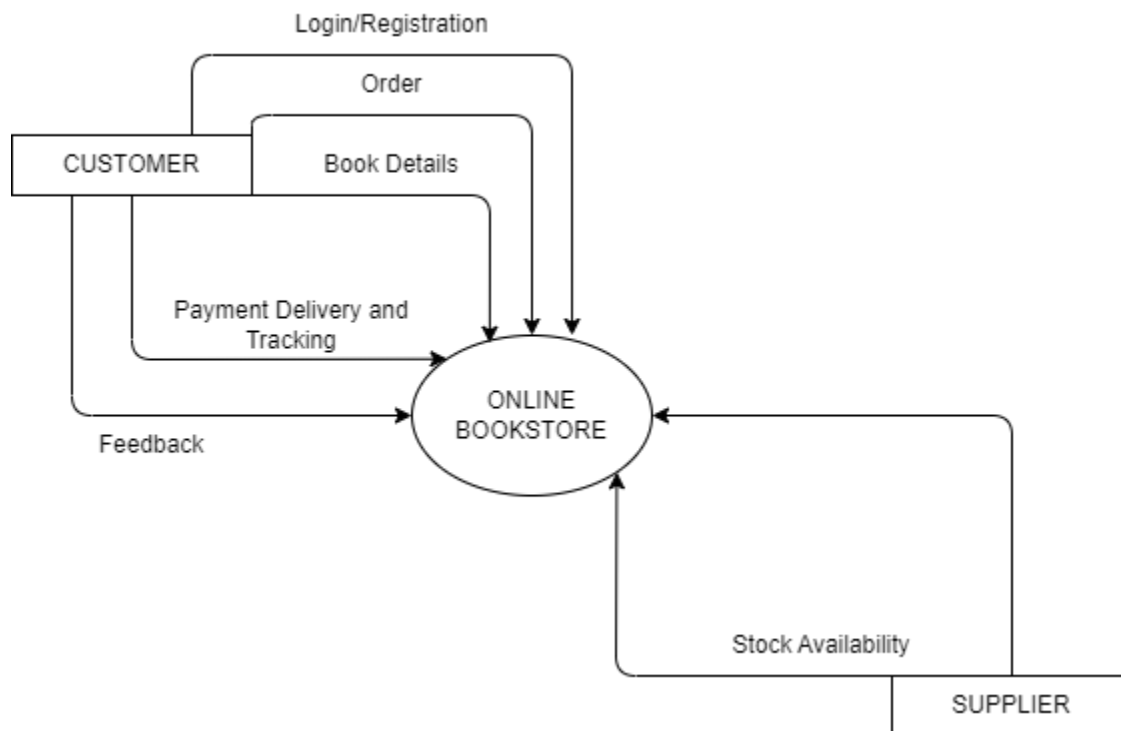 Login/Registration
Order
CUSTOMER
Book Details
Payment Delivery and
Tracking
ONLINE
BOOKSTORE
Feedback
Stock Availability
SUPPLIER